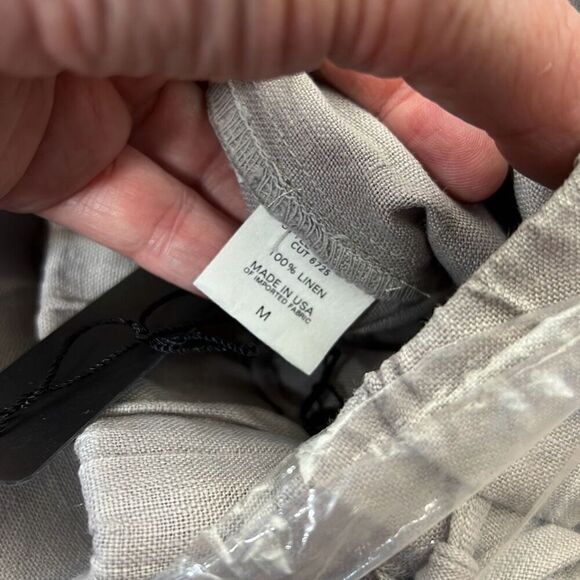 CUT 6725
100% LINEN
MADE IN USA
OF IMPORTED FABRIC
M